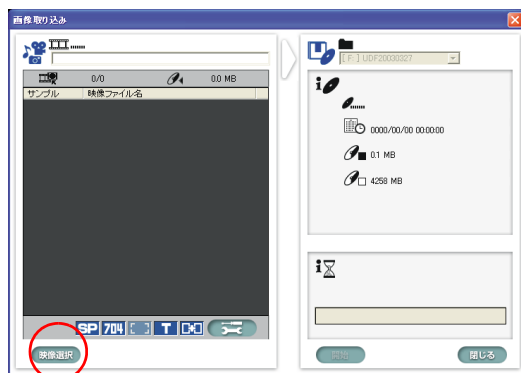 画像取り込み
......
[F:] UDF20030327
0/0 0.0 MB
サンプル 映像ファイル名
i
......
0000/00/00 00:00:00
0.1 MB
4258 MB
i
SP 704 [ ] T
映像選択
開始 閉じる